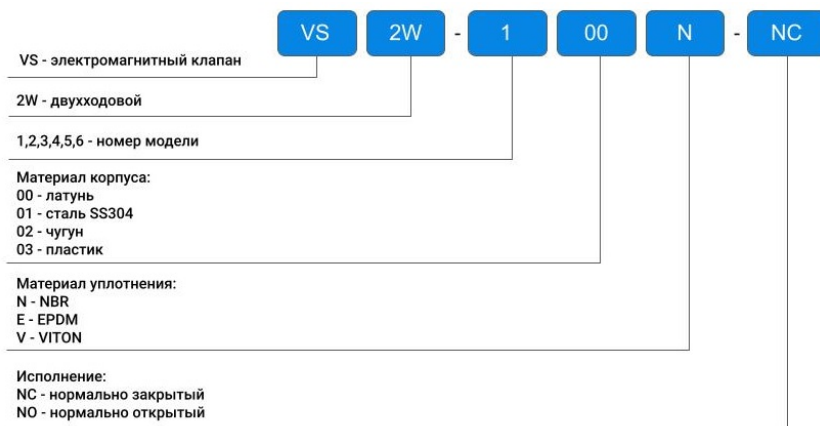 VS 2W - 1 00 N - NC
VS - электромагнитный клапан
2W - двухходовой
1,2,3,4,5,6 - номер модели
Материал корпуса:
00 - латунь
01 - сталь SS304
02 - чугун
03 - пластик
Материал уплотнения:
N - NBR
E - EPDM
V - VITON
Исполнение:
NC - нормально закрытый
NO - нормально открытый